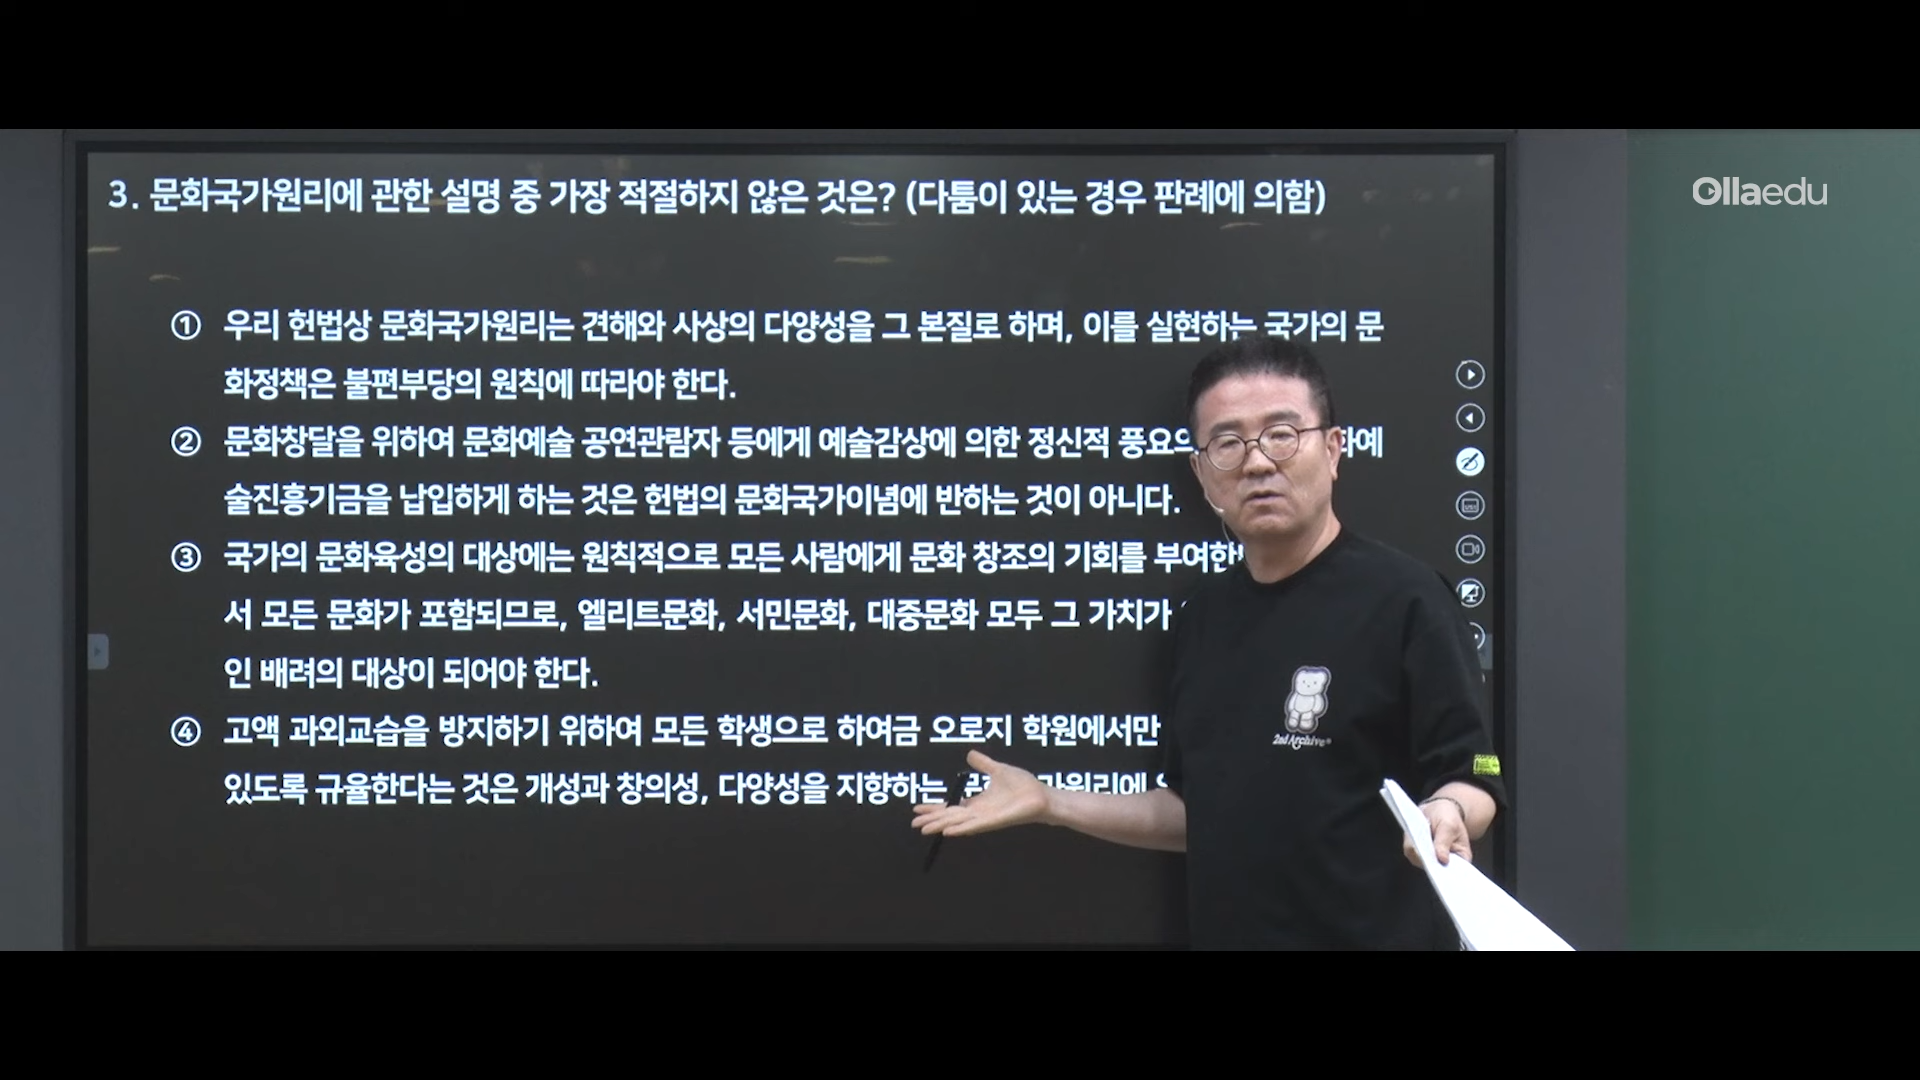 Ollaedu
3. 문화국가원리에 관한 설명 중 가장 적절하지 않은 것은? (다툼이 있는 경우 판례에 의함)
① 우리 헌법상 문화국가원리는 견해와 사상의 다양성을 그 본질로 하며, 이를 실현하는 국가의 문
화정책은 불편부당의 원칙에 따라야 한다.
② 문화창달을 위하여 문화예술 공연관람자 등에게 예술감상에 의한 정신적 풍요의 화예
술진흥기금을 납입하게 하는 것은 헌법의 문화국가이념에 반하는 것이 아니다.
③ 국가의 문화육성의 대상에는 원칙적으로 모든 사람에게 문화 창조의 기회를 부여한
서 모든 문화가 포함되므로, 엘리트문화, 서민문화, 대중문화 모두 그 가치가
인 배려의 대상이 되어야 한다.
④ 고액 과외교습을 방지하기 위하여 모든 학생으로 하여금 오로지 학원에서만
있도록 규율한다는 것은 개성과 창의성, 다양성을 지향하는 문화국가원리에
2nd Archive